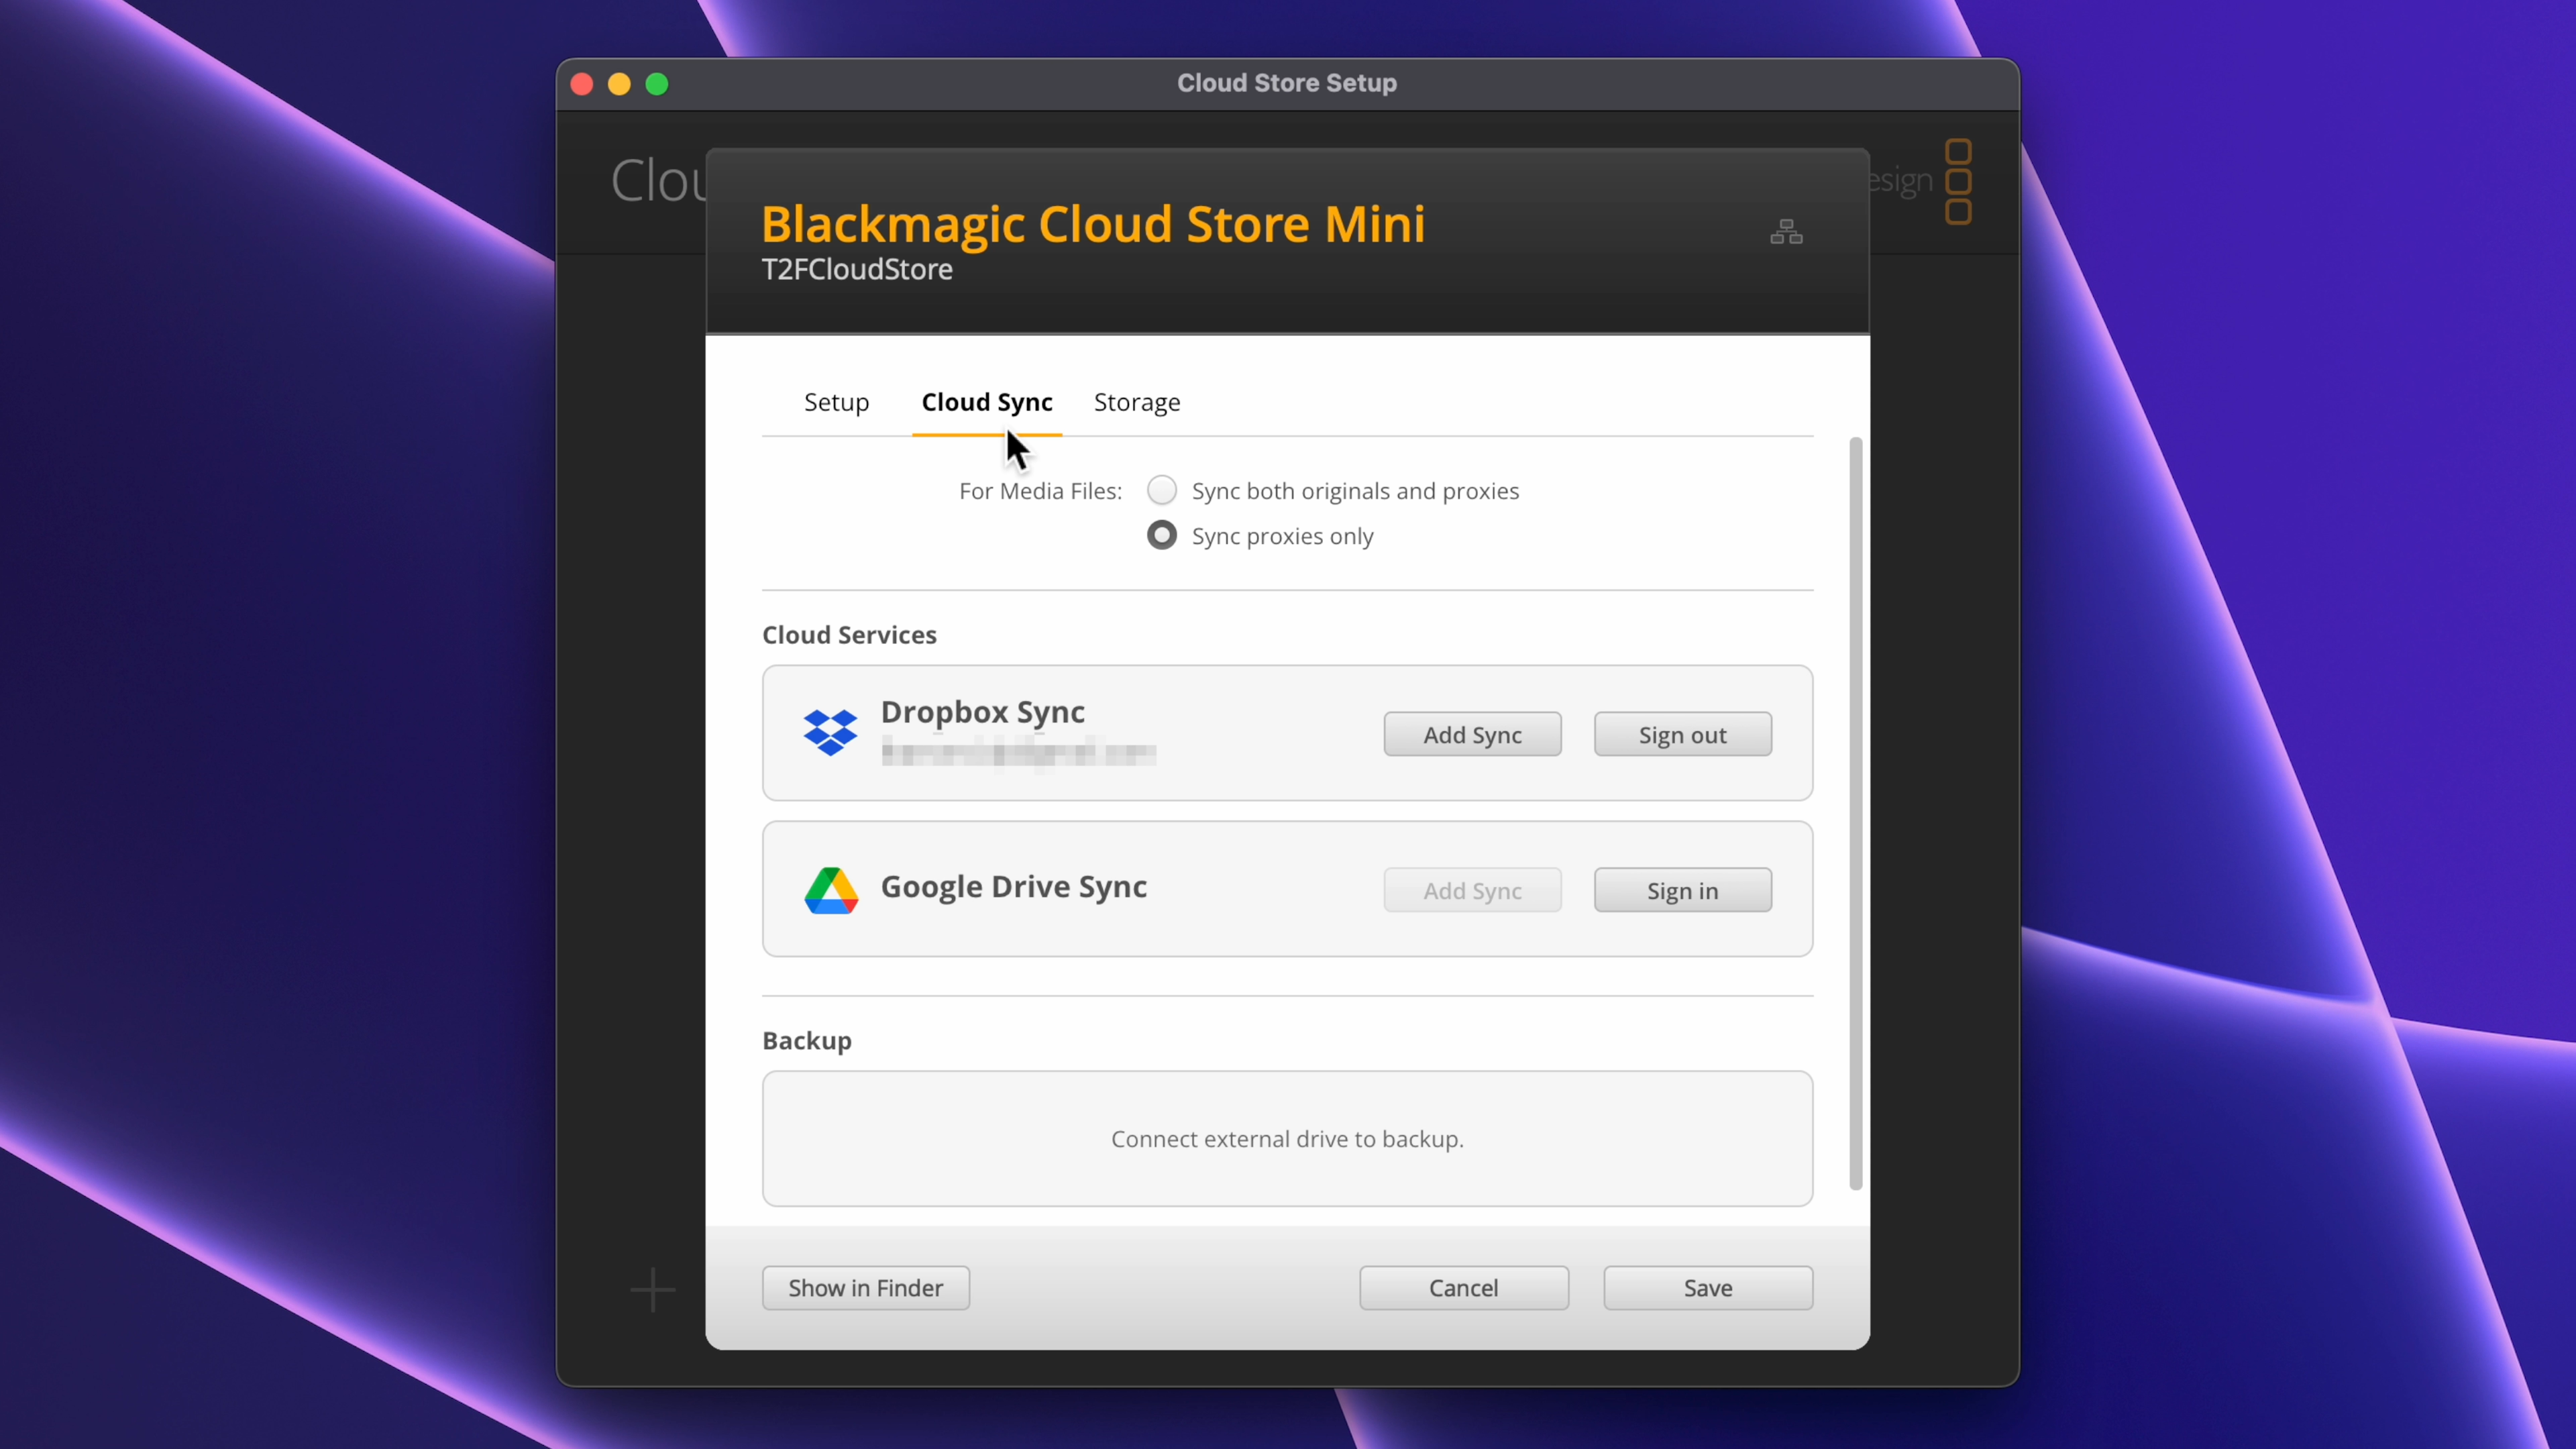 Cloud Store Setup
Clou
esign
Blackmagic Cloud Store Mini
T2FCloudStore
Setup Cloud Sync Storage
For Media Files: Sync both originals and proxies
Sync proxies only
Cloud Services
Dropbox Sync
Add Sync Sign out
Google Drive Sync
Add Sync Sign in
Backup
Connect external drive to backup.
Show in Finder Cancel Save